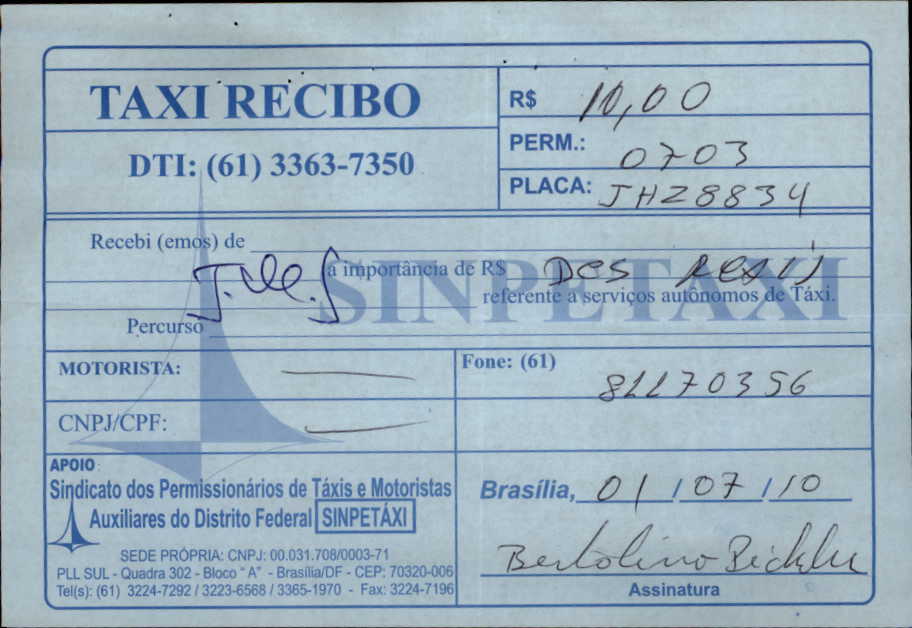 TAXI RECIBO
DTI: (61) 3363-7350
R$ 10,00
PERM.: 0703
PLACA: JHZ8834
Recebi (emos) de
a importância de R$ Des reais
SINPETAXI
referente a serviços autônomos de Táxi.
Percurso
MOTORISTA:
Fone: (61) 81170356
CNPJ/CPF:
APOIO:
Sindicato dos Permissionários de Táxis e Motoristas
Auxiliares do Distrito Federal SINPETÁXI
SEDE PRÓPRIA: CNPJ: 00.031.708/0003-71
PLL SUL - Quadra 302 - Bloco "A" - Brasília/DF - CEP: 70320-006
Tel(s): (61) 3224-7292 / 3223-6568 / 3365-1970 - Fax: 3224-7196
Brasília, 01/07/10
Bertolino
Assinatura